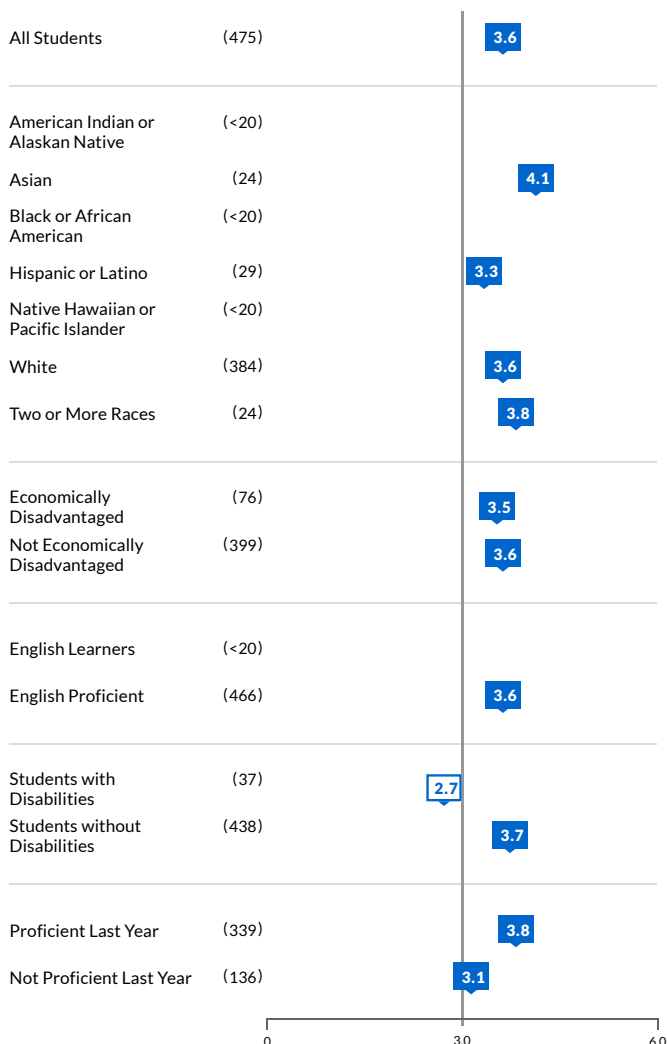 All Students (475) 3.6
American Indian or (<20)
Alaskan Native
Asian (24) 4.1
Black or African (<20)
American
Hispanic or Latino (29) 3.3
Native Hawaiian or (<20)
Pacific Islander
White (384) 3.6
Two or More Races (24) 3.8
Economically (76) 3.5
Disadvantaged
Not Economically (399) 3.6
Disadvantaged
English Learners (<20)
English Proficient (466) 3.6
Students with (37) 2.7
Disabilities
Students without (438) 3.7
Disabilities
Proficient Last Year (339) 3.8
Not Proficient Last Year (136) 3.1
0 3.0 6.0